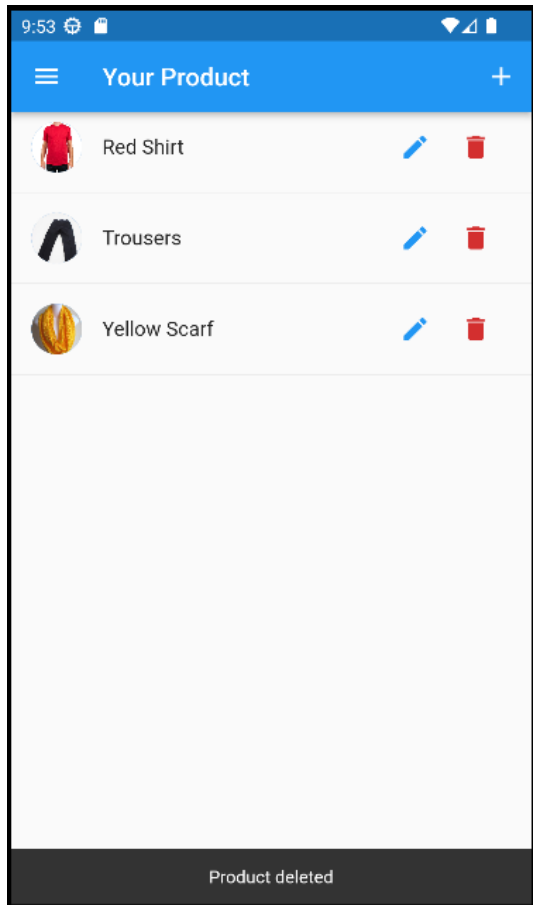 9:53
Your Product
Red Shirt
Trousers
Yellow Scarf
Product deleted